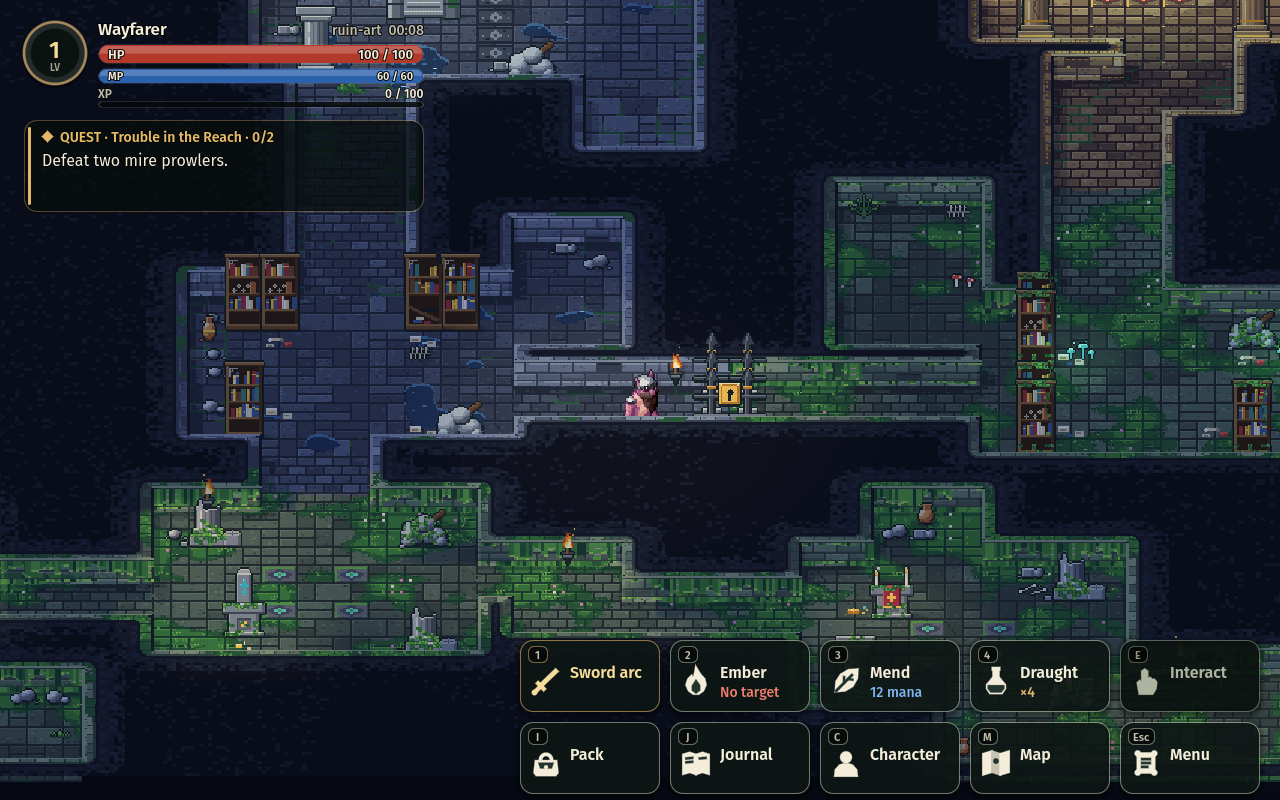 1
LV
Wayfarer
ruin-art 00:08
HP 100 / 100
MP 60 / 60
XP 0 / 100
QUEST · Trouble in the Reach · 0/2
Defeat two mire prowlers.
1 Sword arc
2 Ember
No target
3 Mend
12 mana
4 Draught
×4
E Interact
I Pack
J Journal
C Character
M Map
Esc Menu